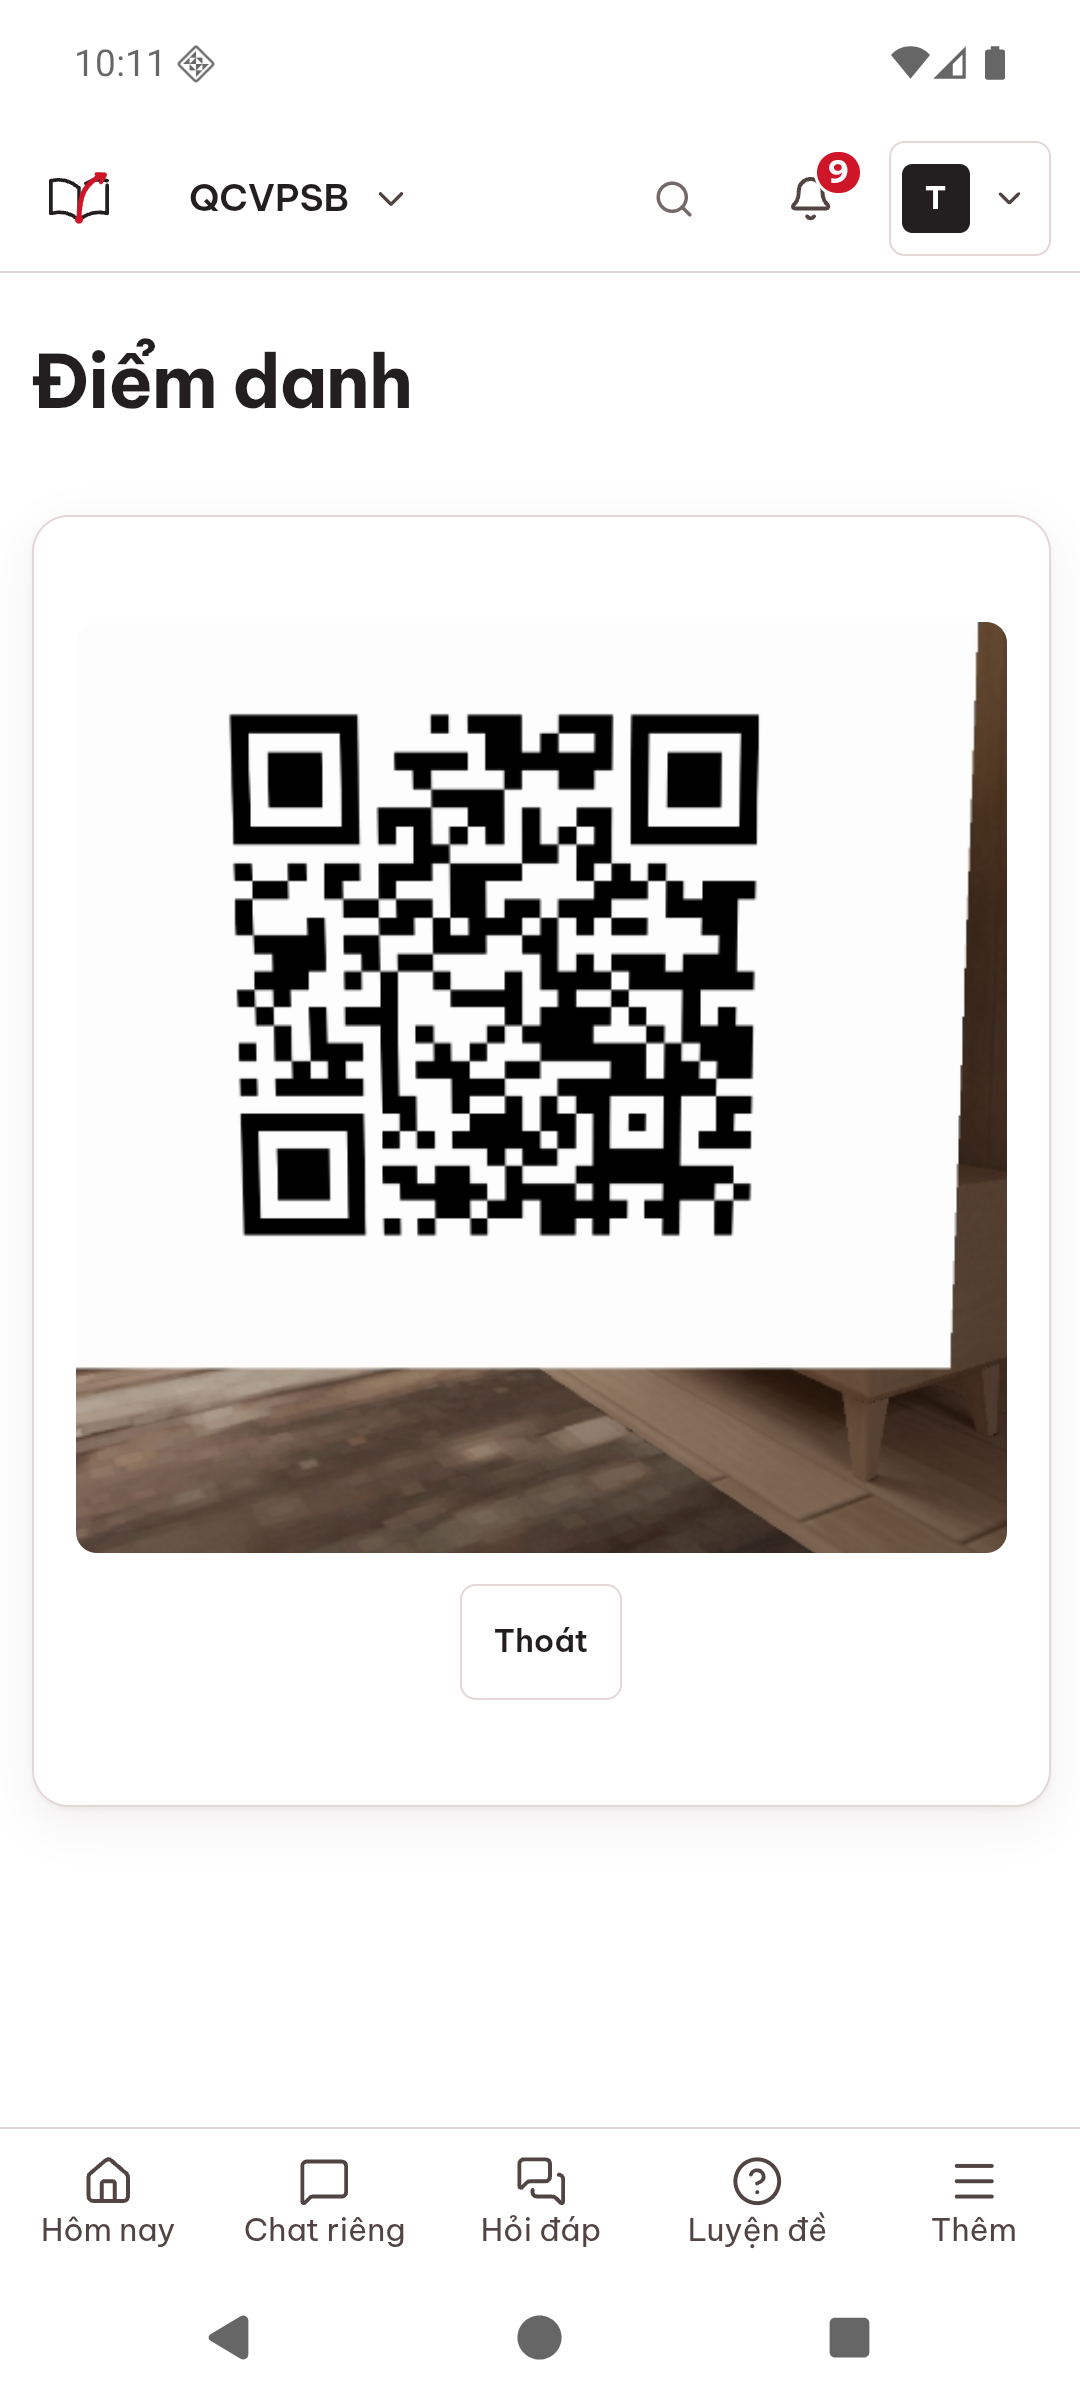 10:11
QCVPSB
9
T
Điểm danh
Thoát
Hôm nay
Chat riêng
Hỏi đáp
Luyện đề
Thêm